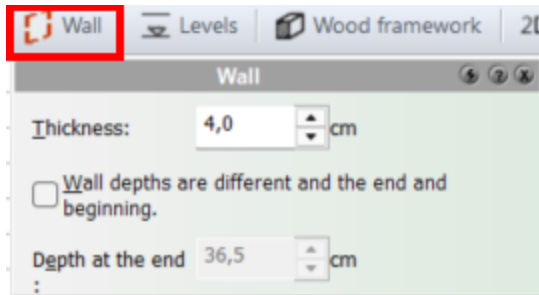 Wall Levels Wood framework 2D
Wall
Thickness: 4,0 cm
Wall depths are different and the end and
beginning.
Depth at the end 36,5 cm
: